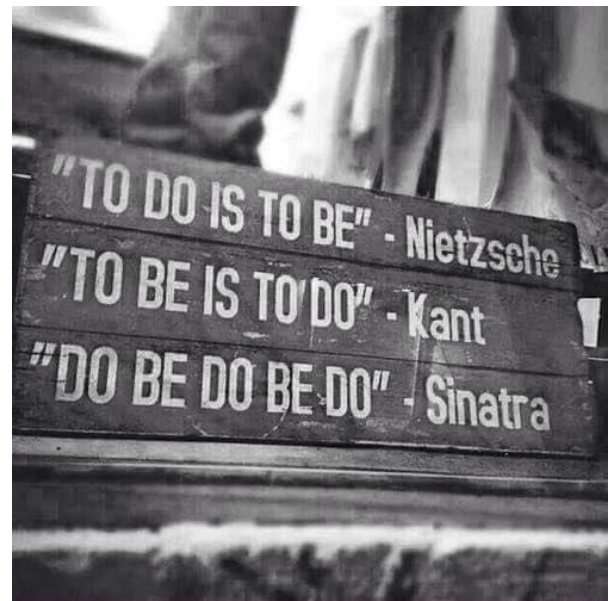 "TO DO IS TO BE" - Nietzsche
"TO BE IS TO DO" - Kant
"DO BE DO BE DO" - Sinatra